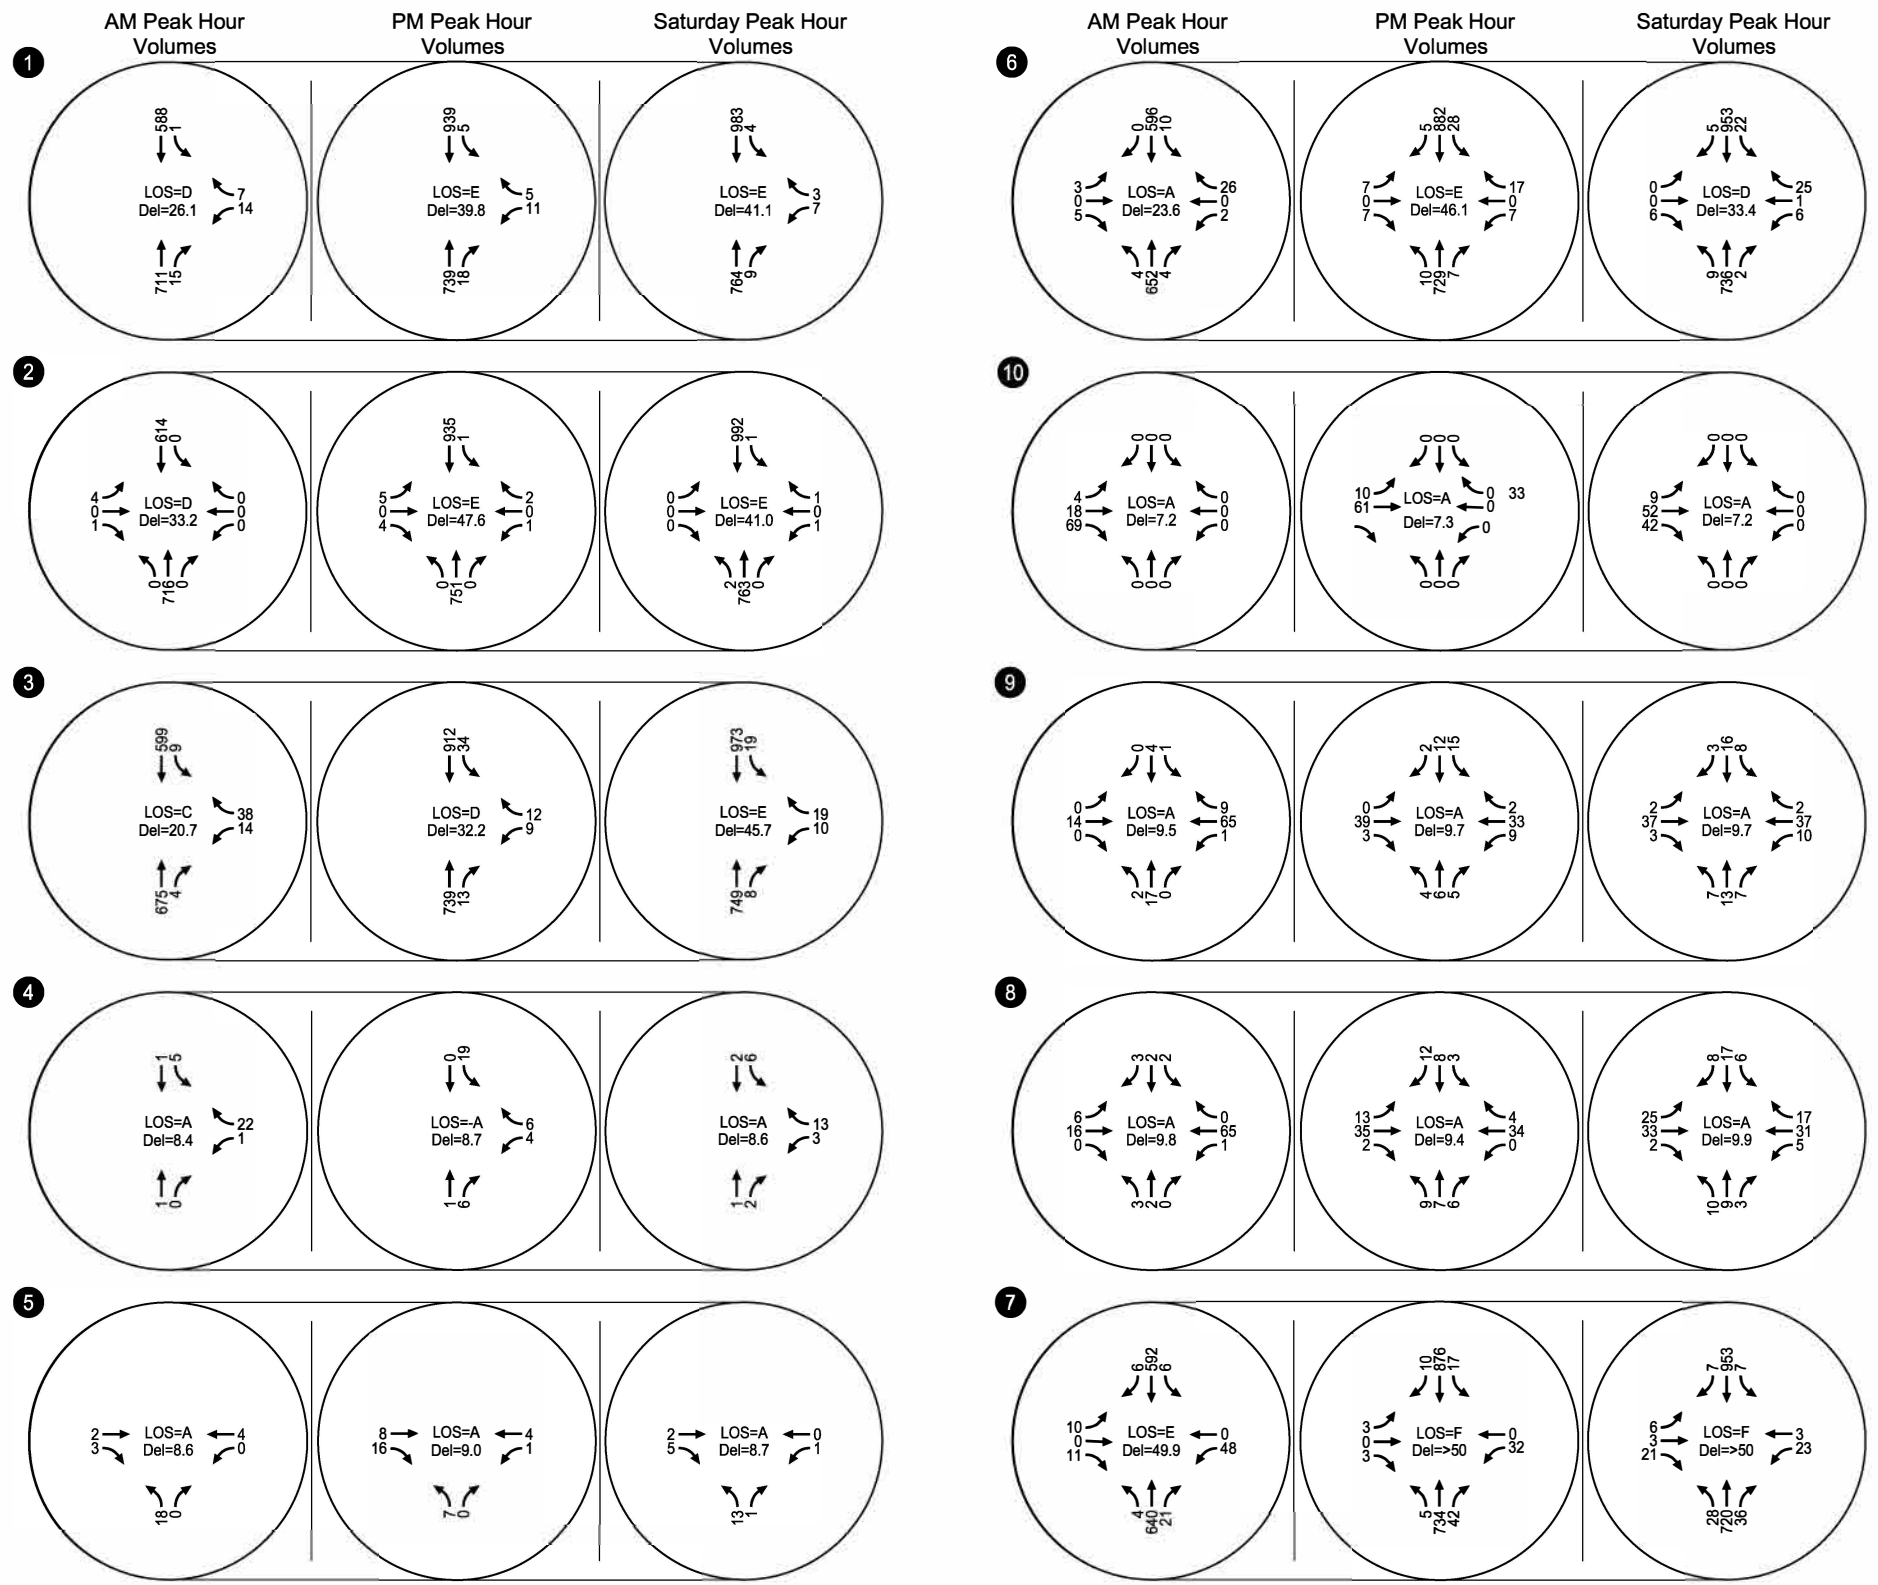 AM Peak Hour
Volumes
PM Peak Hour
Volumes
Saturday Peak Hour
Volumes
1
588 1
7
14
LOS=D
Del=26.1
711 15
939 5
5
11
LOS=E
Del=39.8
739 18
983 4
3
7
LOS=E
Del=41.1
764 9
2
614 0
4
0
1
LOS=D
Del=33.2
0
0
0
0 716 0
935 1
5
0
4
LOS=E
Del=47.6
2
0
1
0 751 0
992 1
0
0
0
LOS=E
Del=41.0
1
0
1
2 763 0
3
599 9
LOS=C
Del=20.7
38
14
675 4
912 34
LOS=D
Del=32.2
12
9
739 13
973 19
LOS=E
Del=45.7
19
10
749 8
4
1 5
LOS=A
Del=8.4
22
1
1 0
0 19
LOS=-A
Del=8.7
6
4
1 6
2 6
LOS=A
Del=8.6
13
3
1 2
5
2
3
LOS=A
Del=8.6
4
0
18 0
8
16
LOS=A
Del=9.0
4
1
7 0
2
5
LOS=A
Del=8.7
0
1
13 1
AM Peak Hour
Volumes
PM Peak Hour
Volumes
Saturday Peak Hour
Volumes
6
0 596 10
3
0
5
LOS=A
Del=23.6
26
0
2
4 652 4
5 882 28
7
0
7
LOS=E
Del=46.1
17
0
7
10 729 7
5 953 22
0
0
6
LOS=D
Del=33.4
25
1
6
9 736 2
10
0 0 0
4
18
69
LOS=A
Del=7.2
0
0
0
0 0 0
0 0 0
10
61
LOS=A
Del=7.3
0 33
0
0
0 0 0
0 0 0
9
52
42
LOS=A
Del=7.2
0
0
0
0 0 0
9
0 4 1
0
14
0
LOS=A
Del=9.5
9
65
1
2 17 0
2 12 15
0
39
3
LOS=A
Del=9.7
2
33
9
4 6 5
3 16 8
2
37
3
LOS=A
Del=9.7
2
37
10
7 13 7
8
3 2 2
6
16
0
LOS=A
Del=9.8
0
65
1
3 2 0
12 8 3
13
35
2
LOS=A
Del=9.4
4
34
0
9 7 6
8 17 6
25
33
2
LOS=A
Del=9.9
17
31
5
10 9 3
7
6 592 6
10
0
11
LOS=E
Del=49.9
0
48
4 640 21
10 876 17
3
0
3
LOS=F
Del=>50
0
32
5 734 42
7 953 7
6
3
21
LOS=F
Del=>50
3
23
28 720 36